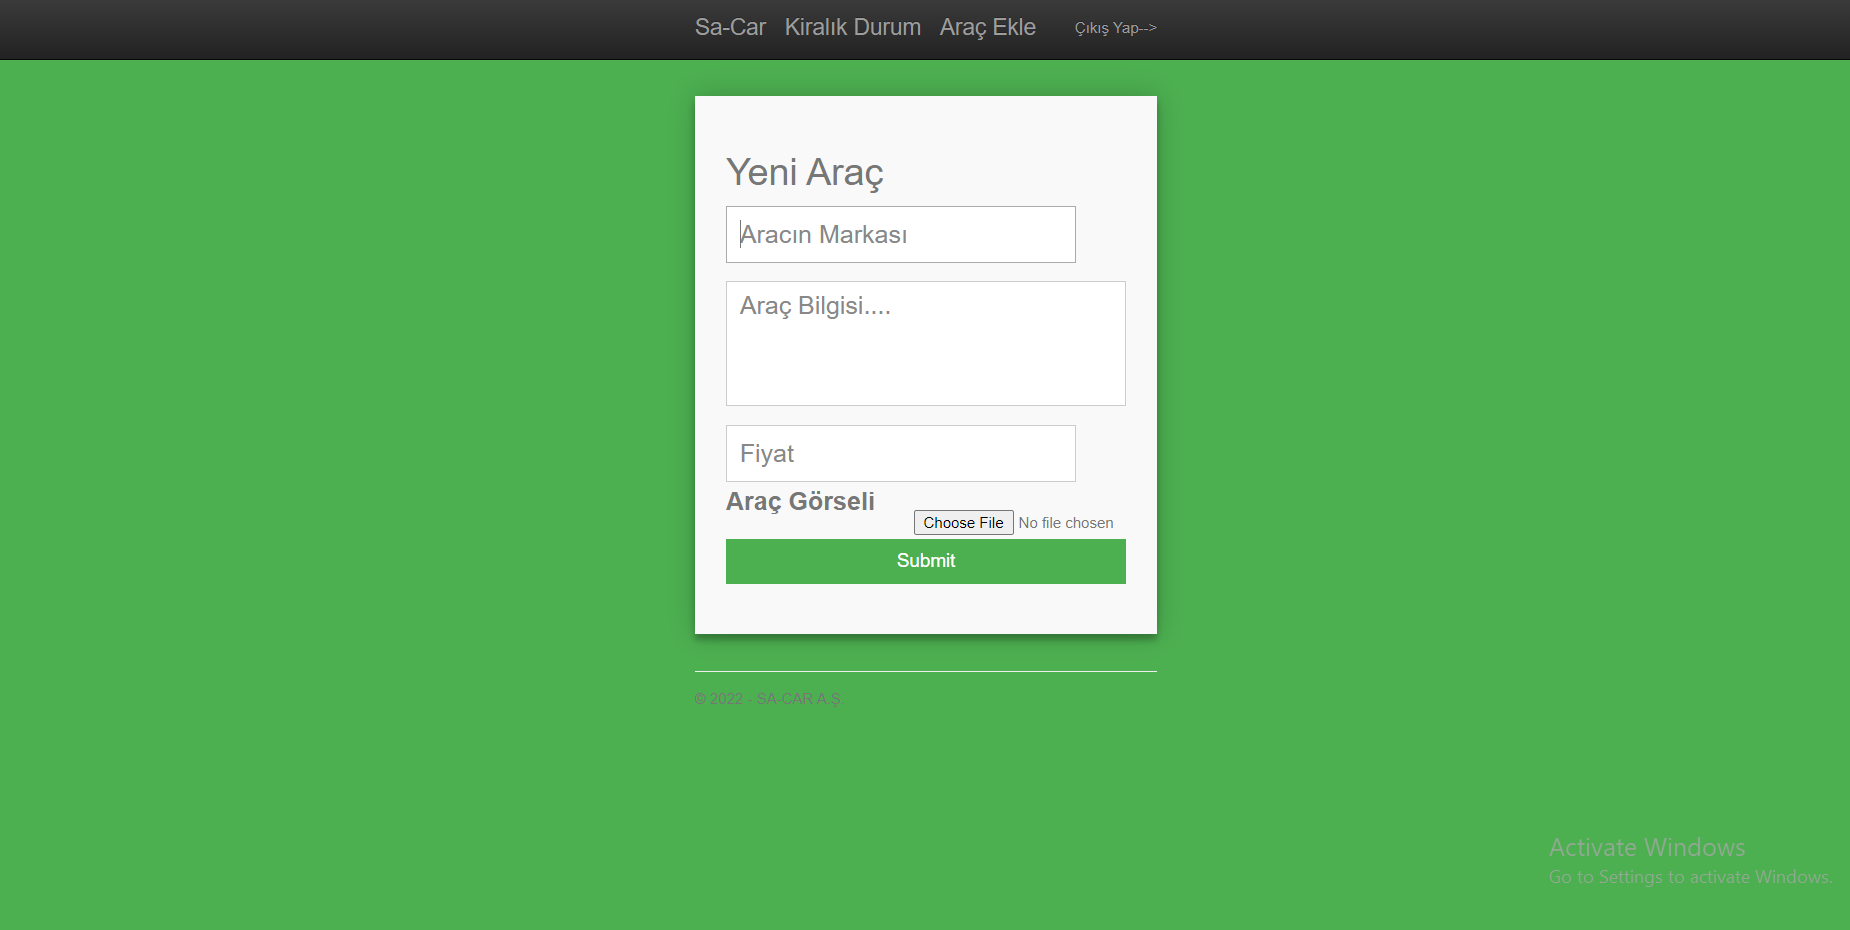 Sa-Car Kiralık Durum Araç Ekle Çıkış Yap-->
Yeni Araç
Aracın Markası
Araç Bilgisi....
Fiyat
Araç Görseli
Choose File No file chosen
Submit
© 2022 - SA-CAR A.Ş.
Activate Windows
Go to Settings to activate Windows.